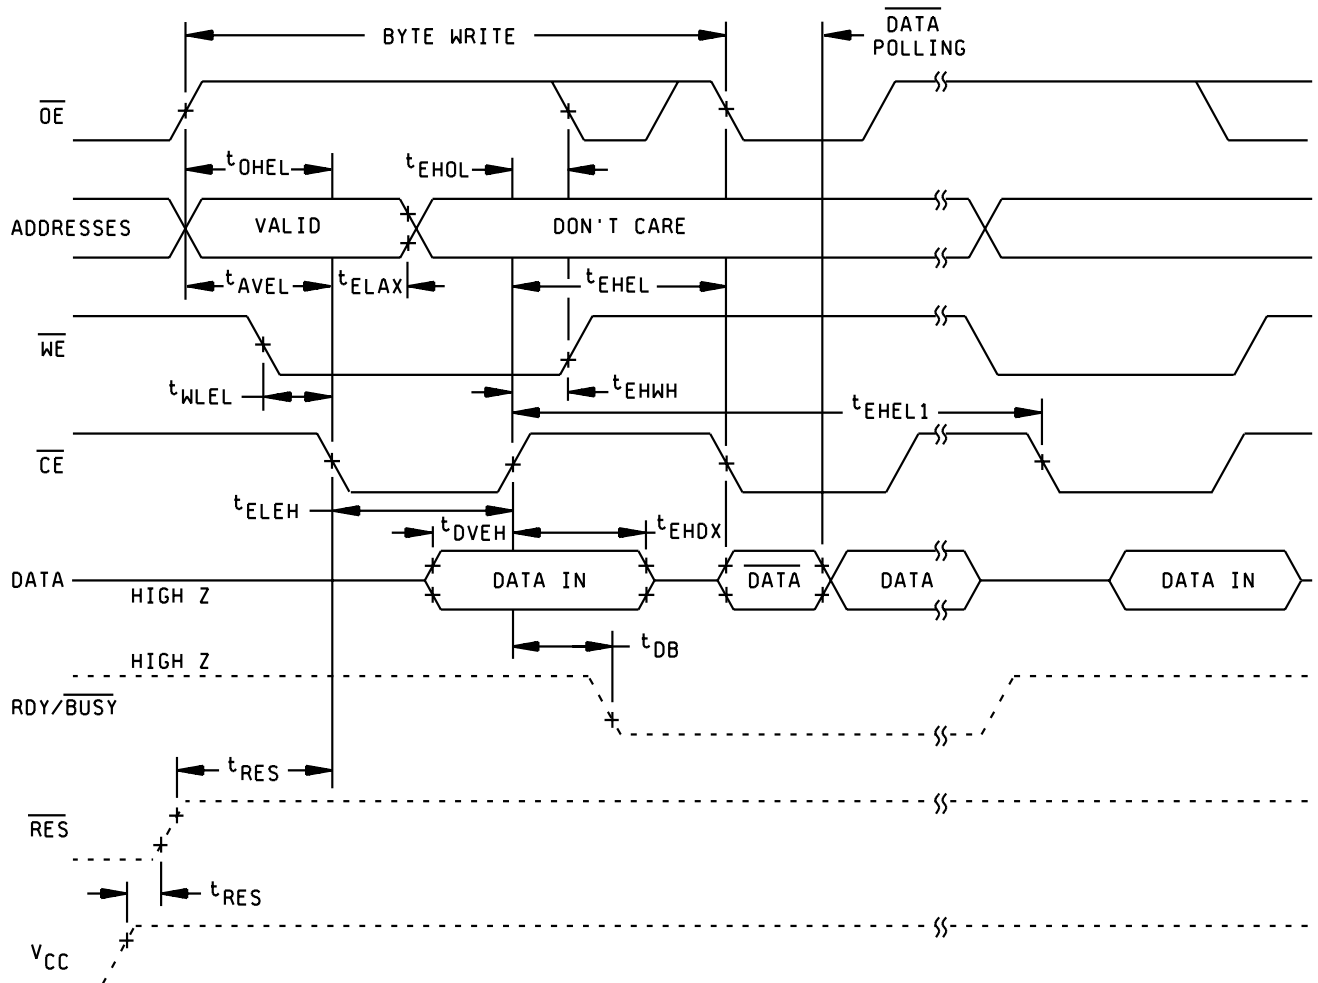 BYTE WRITE
DATA
POLLING
OE
tOHEL
tEHOL
ADDRESSES
VALID
DON'T CARE
tAVEL
tELAX
tEHEL
WE
tWLEL
tEHWH
tEHEL1
CE
tELEH
tDVEH
tEHDX
DATA
HIGH Z
DATA IN
DATA
DATA
DATA IN
tDB
HIGH Z
RDY/BUSY
tRES
RES
tRES
VCC